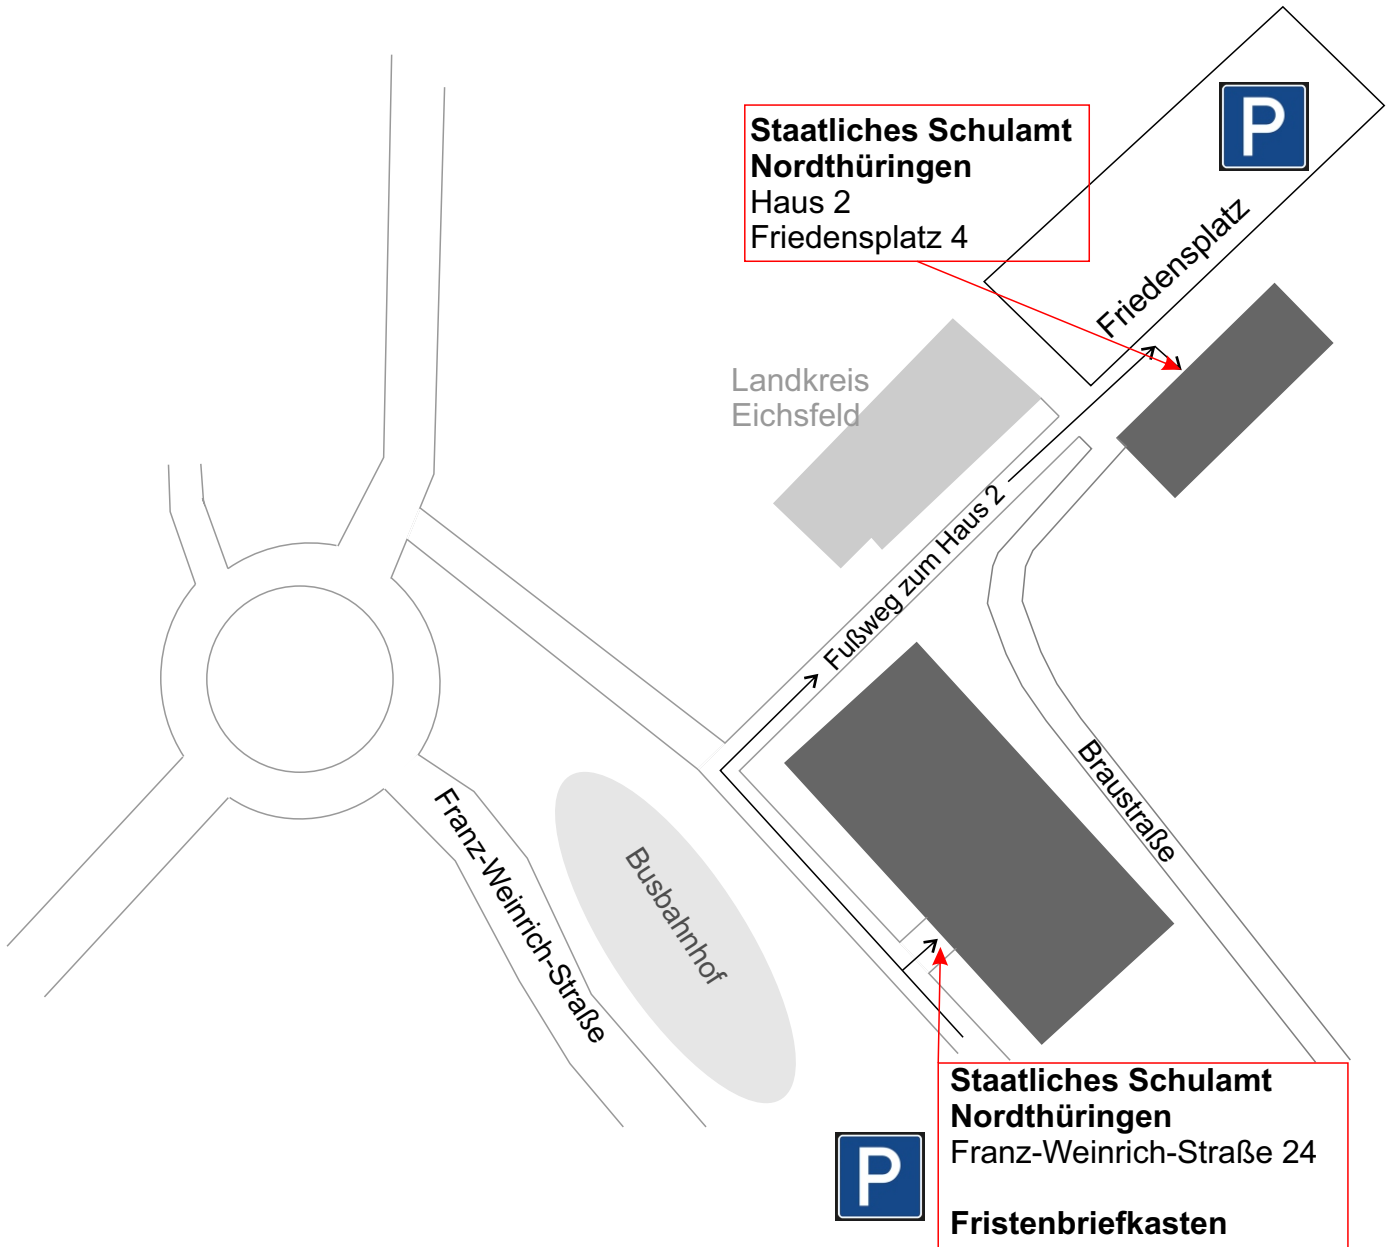 P
Staatliches Schulamt
Nordthüringen
Haus 2
Friedensplatz 4
Friedensplatz
Landkreis
Eichsfeld
Fußweg zum Haus 2
Braustraße
Franz-Weinrich-Straße
Busbahnhof
Staatliches Schulamt
Nordthüringen
Franz-Weinrich-Straße 24
P
Fristenbriefkasten